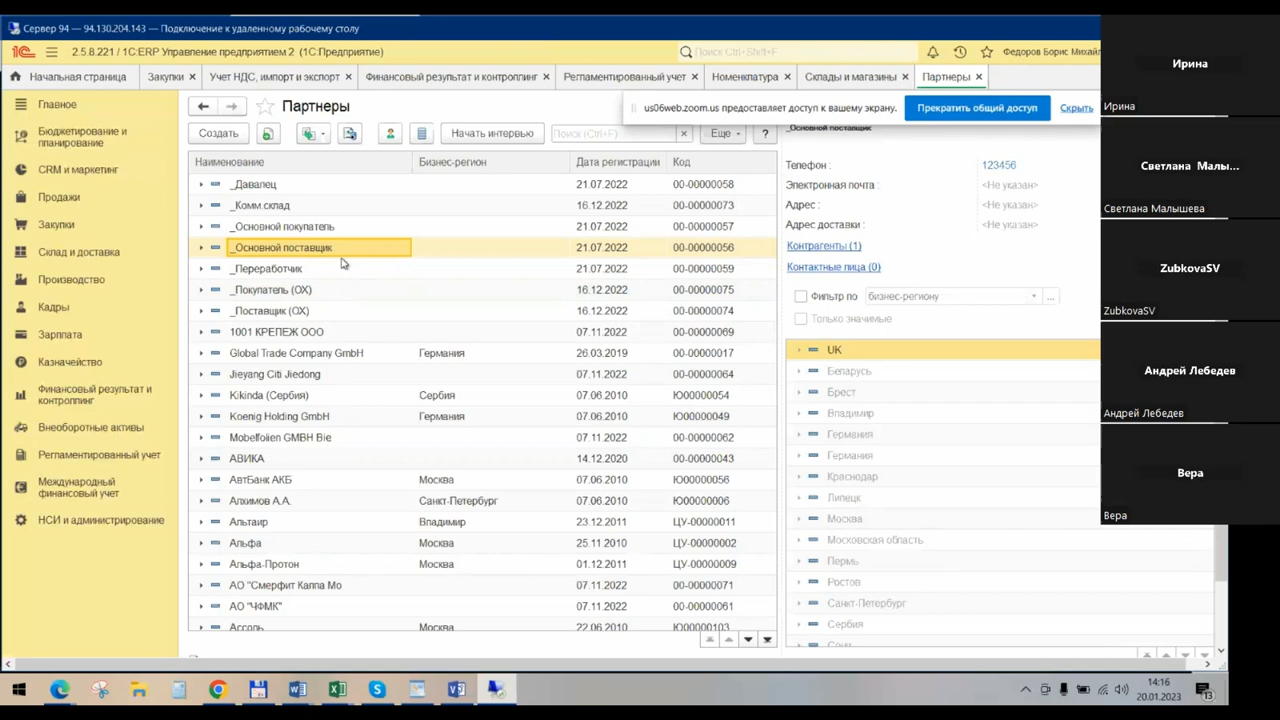 Сервер 94 — 94.130.204.143 — Подключение к удаленному рабочему столу
2.5.8.221 / 1С:ERP Управление предприятием 2 (1С:Предприятие)
Поиск Ctrl+Shift+F
Федоров Борис Михайл
Начальная страница
Закупки ×
Учет НДС, импорт и экспорт ×
Финансовый результат и контроллинг ×
Регламентированный учет ×
Номенклатура ×
Склады и магазины ×
Партнеры ×
Главное
Бюджетирование и
планирование
CRM и маркетинг
Продажи
Закупки
Склад и доставка
Производство
Кадры
Зарплата
Казначейство
Финансовый результат и
контроллинг
Внеоборотные активы
Регламентированный учет
Международный
финансовый учет
НСИ и администрирование
Партнеры
us06web.zoom.us предоставляет доступ к вашему экрану.
Прекратить общий доступ
Скрыть
Создать
Начать интервью
Поиск (Ctrl+F)
×
Еще
?
Наименование Бизнес-регион Дата регистрации Код
_Давалец 21.07.2022 00-00000058
_Комм.склад 16.12.2022 00-00000073
_Основной покупатель 21.07.2022 00-00000057
_Основной поставщик 21.07.2022 00-00000056
_Переработчик 21.07.2022 00-00000059
_Покупатель (ОХ) 16.12.2022 00-00000075
_Поставщик (ОХ) 16.12.2022 00-00000074
1001 КРЕПЕЖ ООО 07.11.2022 00-00000069
Global Trade Company GmbH Германия 26.03.2019 00-00000017
Jieyang Citi Jiedong 07.11.2022 00-00000064
Kikinda (Сербия) Сербия 07.06.2010 Ю00000054
Koenig Holding GmbH Германия 07.06.2010 Ю00000049
Mobelfolien GMBH Bie 07.11.2022 00-00000062
АВИКА 14.12.2020 00-00000043
АвтБанк АКБ Москва 07.06.2010 Ю00000056
Алхимов А.А. Санкт-Петербург 07.06.2010 Ю00000006
Альтаир Владимир 23.12.2011 ЦУ-00000011
Альфа Москва 25.11.2010 ЦУ-00000002
Альфа-Протон Москва 01.12.2011 ЦУ-00000009
АО "Смерфит Каппа Мо 07.11.2022 00-00000071
АО "ЧФМК" 07.11.2022 00-00000061
Ассоль Москва 22.06.2010 Ю00000103
_Основной поставщик
Телефон : 123456
Электронная почта : <Не указан>
Адрес : <Не указан>
Адрес доставки : <Не указан>
Контрагенты (1)
Контактные лица (0)
Фильтр по бизнес-региону ...
Только значимые
UK
Беларусь
Брест
Владимир
Германия
Германия
Краснодар
Липецк
Москва
Московская область
Пермь
Ростов
Санкт-Петербург
Сербия
Сочи
Ирина
Ирина
Светлана Малы...
Светлана Малышева
ZubkovaSV
ZubkovaSV
Андрей Лебедев
Андрей Лебедев
Вера
Вера
14:16
20.01.2023
13